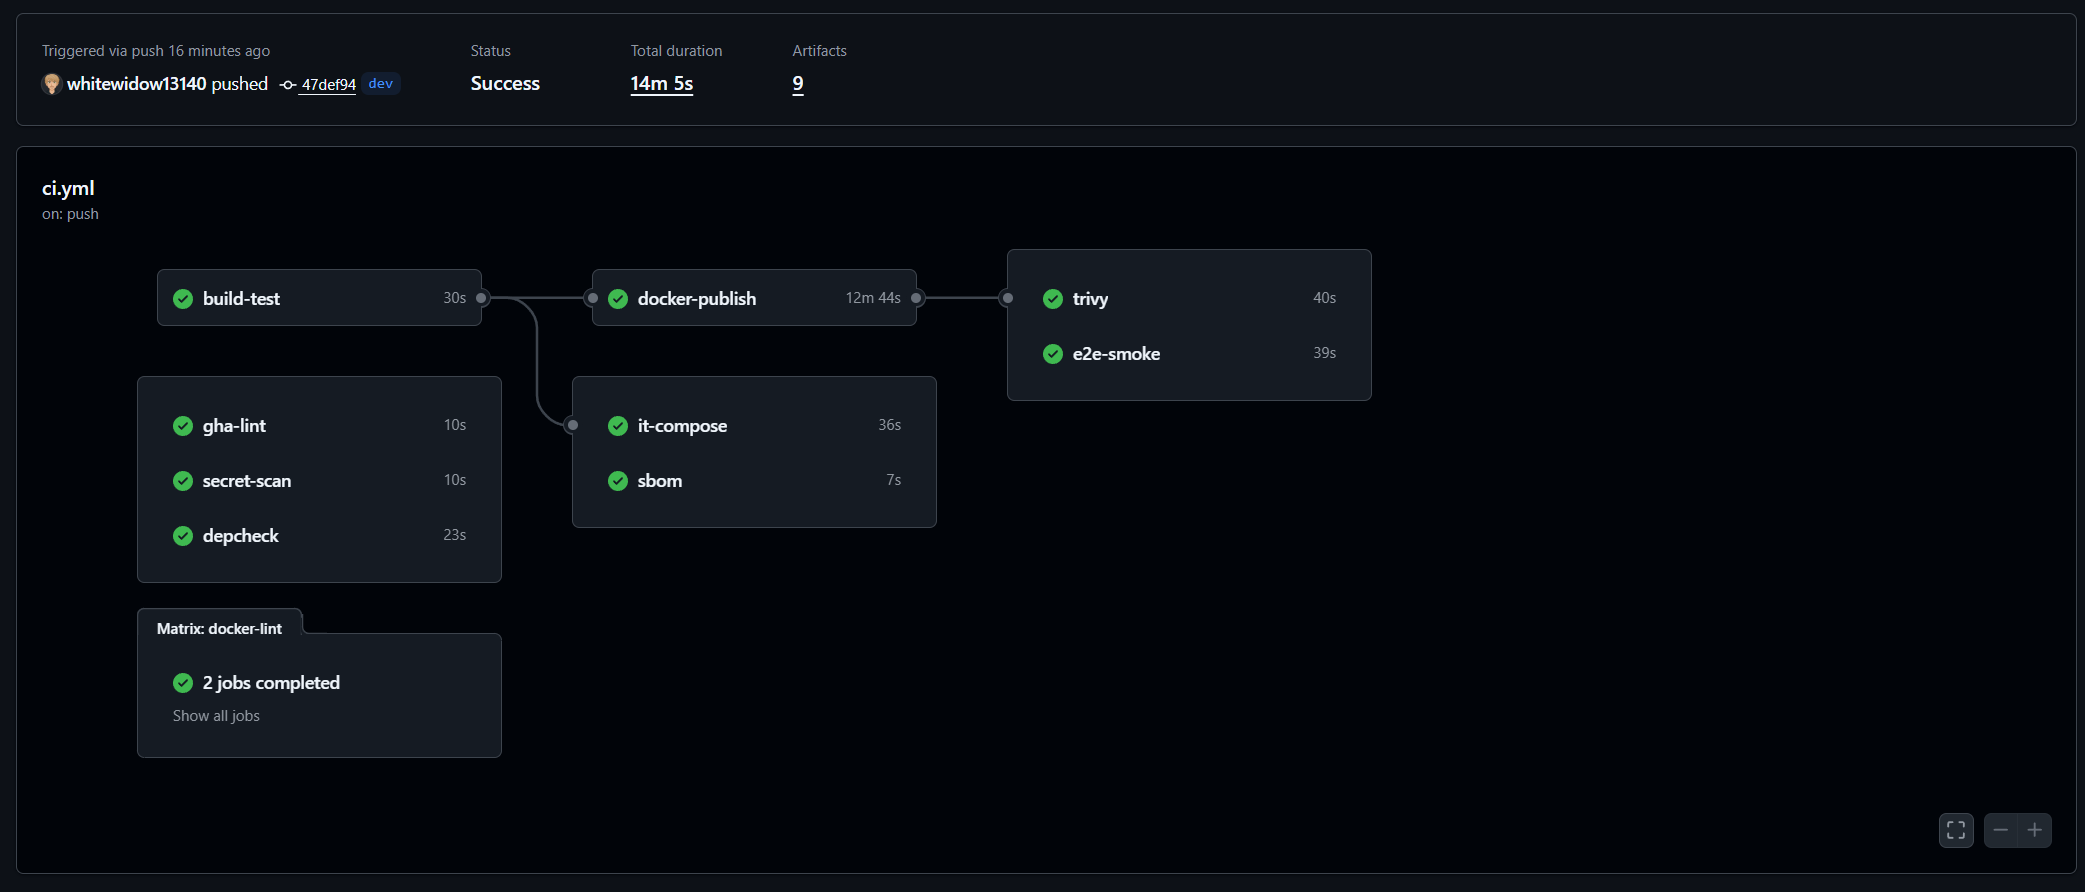 Triggered via push 16 minutes ago
whitewidow13140 pushed 47def94 dev
Status
Success
Total duration
14m 5s
Artifacts
9
ci.yml
on: push
build-test 30s
docker-publish 12m 44s
trivy 40s
e2e-smoke 39s
gha-lint 10s
secret-scan 10s
depcheck 23s
it-compose 36s
sbom 7s
Matrix: docker-lint
2 jobs completed
Show all jobs